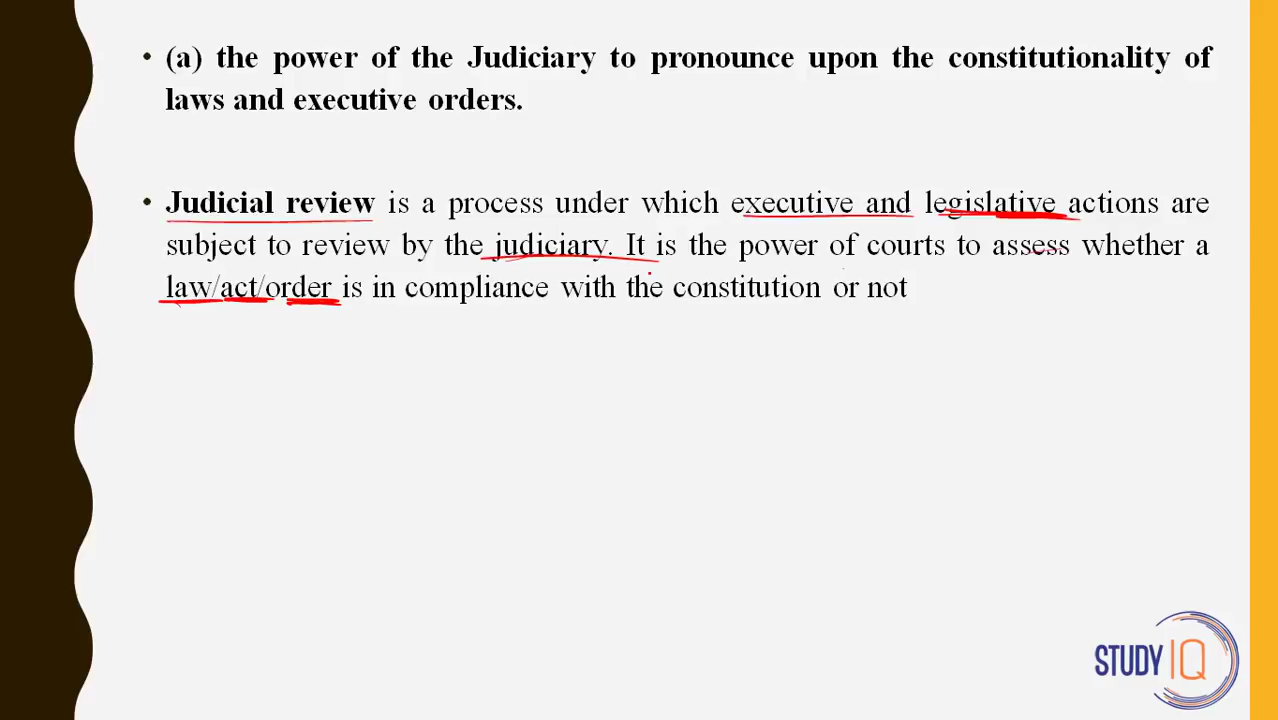 • (a) the power of the Judiciary to pronounce upon the constitutionality of
laws and executive orders.
• Judicial review is a process under which executive and legislative actions are
subject to review by the judiciary. It is the power of courts to assess whether a
law/act/order is in compliance with the constitution or not
STUDY IQ